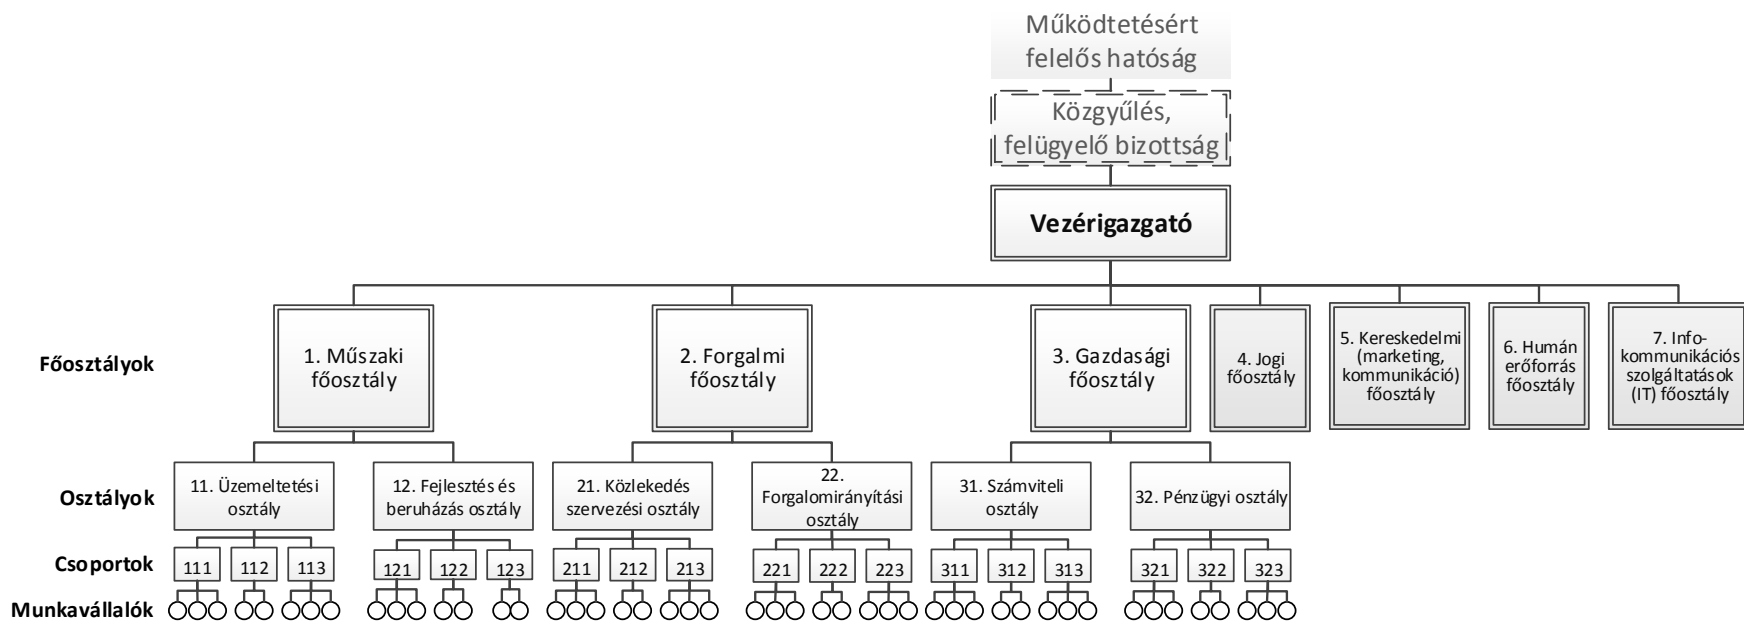 Működtetésért
felelős hatóság
Közgyűlés,
felügyelő bizottság
Vezérigazgató
Főosztályok
1. Műszaki
főosztály
2. Forgalmi
főosztály
3. Gazdasági
főosztály
4. Jogi
főosztály
5. Kereskedelmi
(marketing,
kommunikáció)
főosztály
6. Humán
erőforrás
főosztály
7. Info-
kommunikációs
szolgáltatások
(IT) főosztály
Osztályok
11. Üzemeltetési
osztály
12. Fejlesztés és
beruházás osztály
21. Közlekedés
szervezési osztály
22.
Forgalomirányítási
osztály
31. Számviteli
osztály
32. Pénzügyi osztály
Csoportok
111 112 113 121 122 123 211 212 213 221 222 223 311 312 313 321 322 323
Munkavállalók